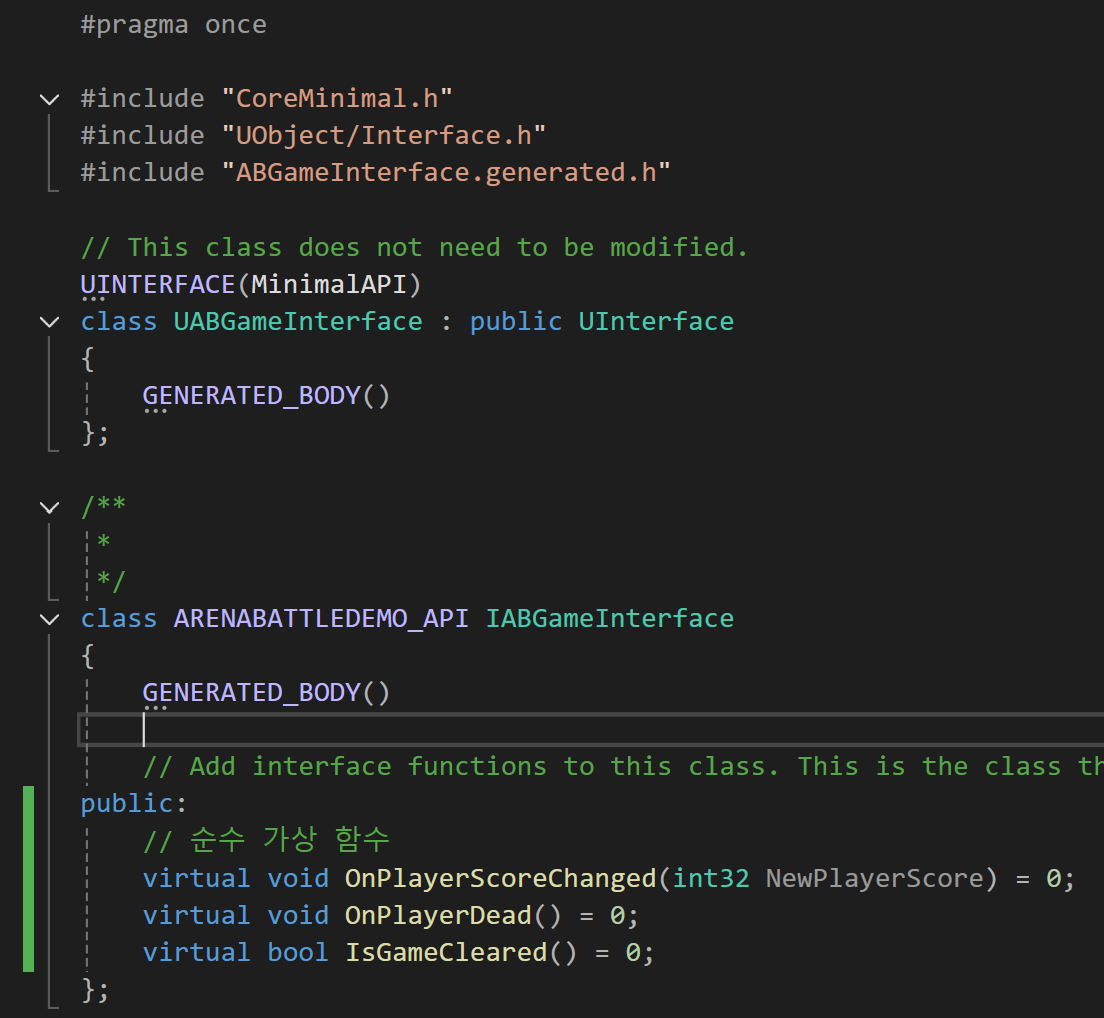 #pragma once
#include "CoreMinimal.h"
#include "UObject/Interface.h"
#include "ABGameInterface.generated.h"
// This class does not need to be modified.
UINTERFACE(MinimalAPI)
class UABGameInterface : public UInterface
{
GENERATED_BODY()
};
/**
*
*/
class ARENABATTLEDEMO_API IABGameInterface
{
GENERATED_BODY()
// Add interface functions to this class. This is the class
public:
// 순수 가상 함수
virtual void OnPlayerScoreChanged(int32 NewPlayerScore) = 0;
virtual void OnPlayerDead() = 0;
virtual bool IsGameCleared() = 0;
};